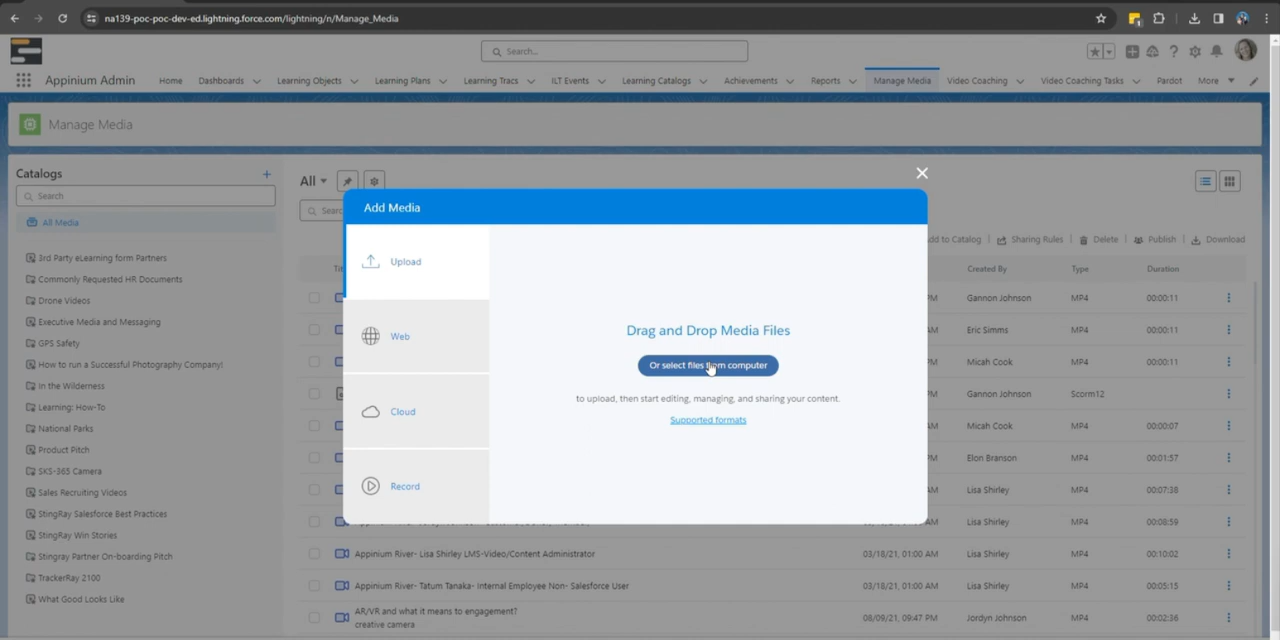 na139-poc-poc-dev-ed.lightning.force.com/lightning/n/Manage_Media
Search...
Appinium Admin
Home
Dashboards
Learning Objects
Learning Plans
Learning Tracs
ILT Events
Learning Catalogs
Achievements
Reports
Manage Media
Video Coaching
Video Coaching Tasks
Pardot
More
Manage Media
Catalogs
+
Search
All Media
3rd Party eLearning form Partners
Commonly Requested HR Documents
Drone Videos
Executive Media and Messaging
GPS Safety
How to run a Successful Photography Company!
In the Wilderness
Learning: How-To
National Parks
Product Pitch
SKS-365 Camera
Sales Recruiting Videos
StingRay Salesforce Best Practices
StingRay Win Stories
Stingray Partner On-boarding Pitch
TrackerRay 2100
What Good Looks Like
All
Add Media
Upload
Web
Cloud
Record
Drag and Drop Media Files
Or select files from computer
to upload, then start editing, managing, and sharing your content.
Supported formats
to Catalog
Sharing Rules
Delete
Publish
Download
Created By Type Duration
Gannon Johnson MP4 00:00:11
Eric Simms MP4 00:00:11
Micah Cook MP4 00:00:11
Gannon Johnson Scorm12
Micah Cook MP4 00:00:07
Elon Branson MP4 00:01:57
Lisa Shirley MP4 00:07:38
Lisa Shirley MP4 00:08:59
Appinium River- Lisa Shirley LMS-Video/Content Administrator 03/18/21, 01:00 AM Lisa Shirley MP4 00:10:02
Appinium River- Tatum Tanaka- Internal Employee Non- Salesforce User 03/18/21, 01:00 AM Lisa Shirley MP4 00:05:15
AR/VR and what it means to engagement?
creative camera
08/09/21, 09:47 PM Jordyn Johnson MP4 00:02:36